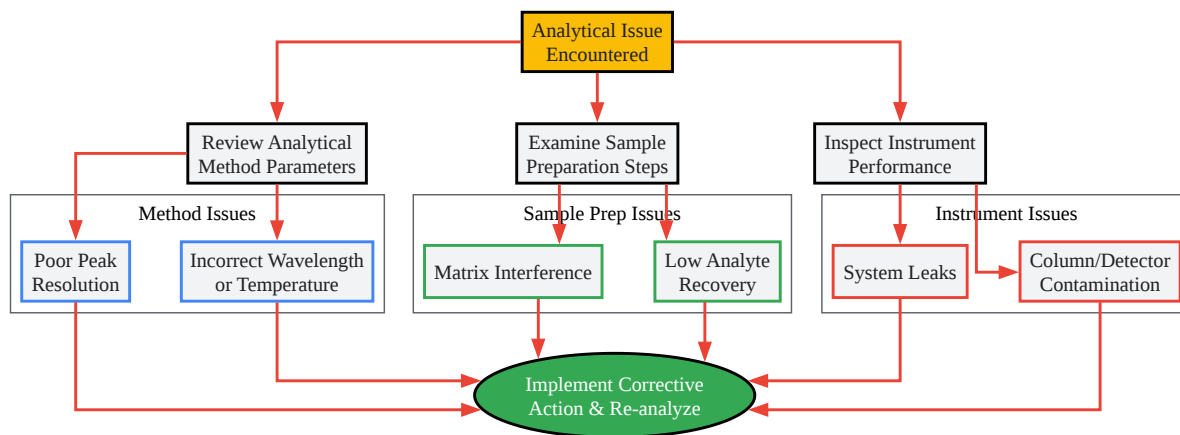 Analytical Issue
Encountered
Review Analytical
Method Parameters
Examine Sample
Preparation Steps
Inspect Instrument
Performance
Method Issues
Sample Prep Issues
Instrument Issues
Poor Peak
Resolution
Incorrect Wavelength
or Temperature
Matrix Interference
Low Analyte
Recovery
System Leaks
Column/Detector
Contamination
Implement Corrective
Action & Re-analyze